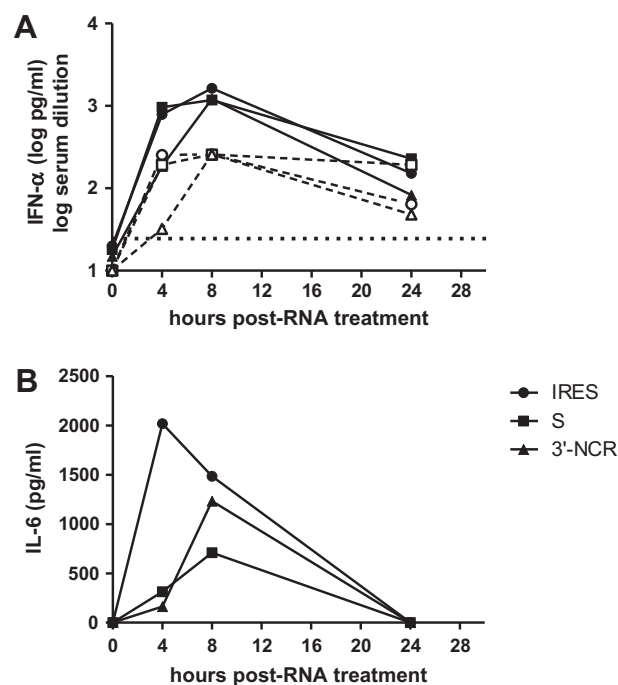 A
IFN-α (log pg/ml)
log serum dilution
4
3
2
1
0 4 8 12 16 20 24 28
hours post-RNA treatment
B
IL-6 (pg/ml)
2500
2000
1500
1000
500
0
0 4 8 12 16 20 24 28
hours post-RNA treatment
IRES
S
3'-NCR